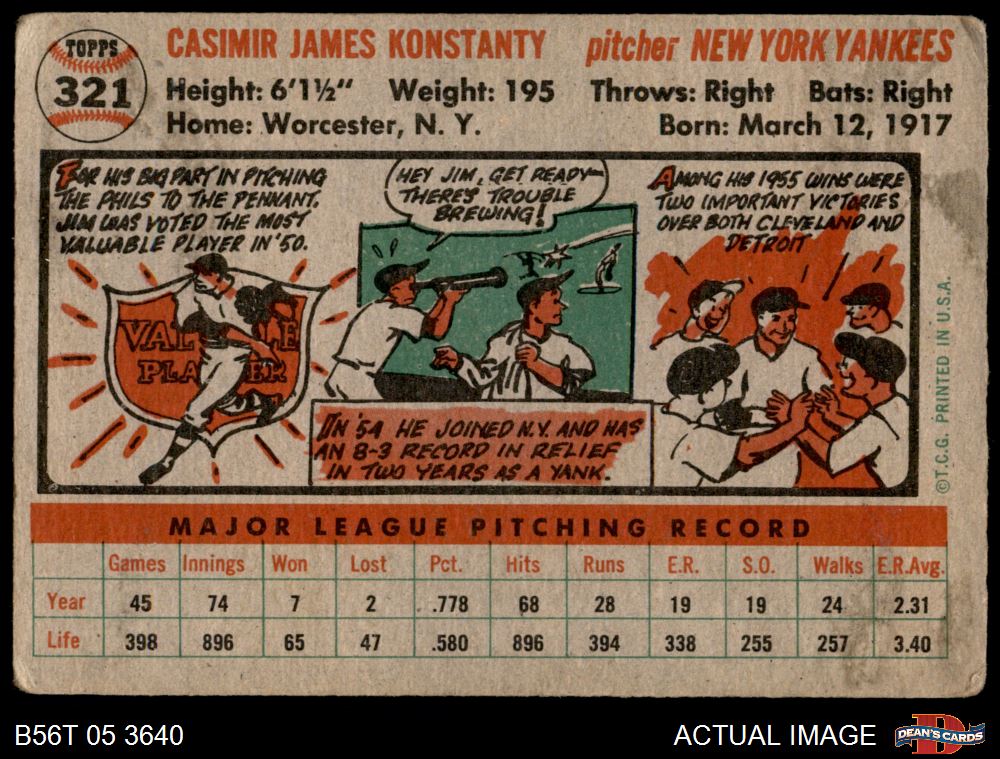 TOPPS
321
CASIMIR JAMES KONSTANTY pitcher NEW YORK YANKEES
Height: 6'1½" Weight: 195 Throws: Right Bats: Right
Home: Worcester, N. Y. Born: March 12, 1917
FOR HIS BIG PART IN PITCHING
THE PHILS TO THE PENNANT,
JIM WAS VOTED THE MOST
VALUABLE PLAYER IN '50.
VAL LE
PLA ER
HEY JIM, GET READY—
THERE'S TROUBLE
BREWING!
IN '54 HE JOINED N.Y. AND HAS
AN 8-3 RECORD IN RELIEF
IN TWO YEARS AS A YANK.
AMONG HIS 1955 WINS WERE
TWO IMPORTANT VICTORIES
OVER BOTH CLEVELAND AND
DETROIT
©T.C.G. PRINTED IN U.S.A.
MAJOR LEAGUE PITCHING RECORD
Games Innings Won Lost Pct. Hits Runs E.R. S.O. Walks E.R.Avg.
Year 45 74 7 2 .778 68 28 19 19 24 2.31
Life 398 896 65 47 .580 896 394 338 255 257 3.40
B56T 05 3640 ACTUAL IMAGE
DEAN'S CARDS